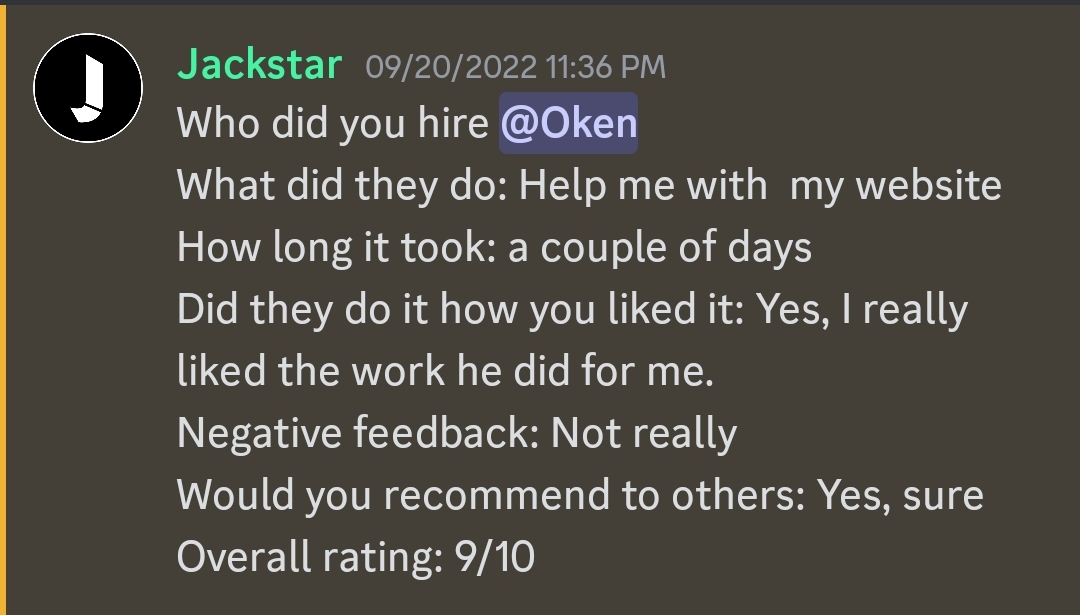 Jackstar 09/20/2022 11:36 PM
Who did you hire @Oken
What did they do: Help me with  my website
How long it took: a couple of days
Did they do it how you liked it: Yes, I really
liked the work he did for me.
Negative feedback: Not really
Would you recommend to others: Yes, sure
Overall rating: 9/10